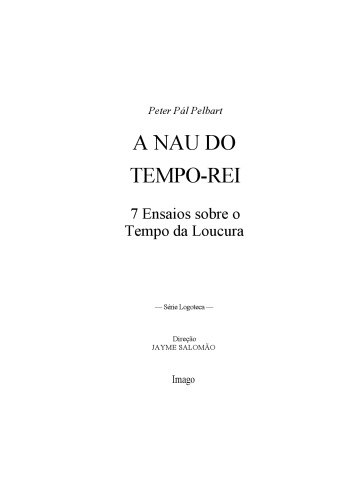 Peter Pál Pelbart
A NAU DO
TEMPO-REI
7 Ensaios sobre o
Tempo da Loucura
— Série Logoteca —
Direção
JAYME SALOMÃO
Imago